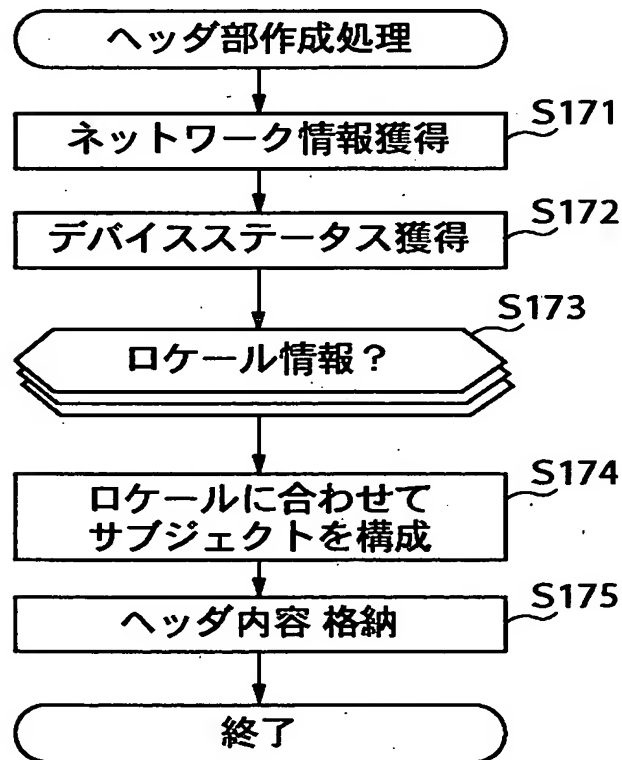 ヘッダ部作成処理
S171
ネットワーク情報獲得
S172
デバイスステータス獲得
S173
ロケール情報？
S174
ロケールに合わせて
サブジェクトを構成
S175
ヘッダ内容 格納
終了